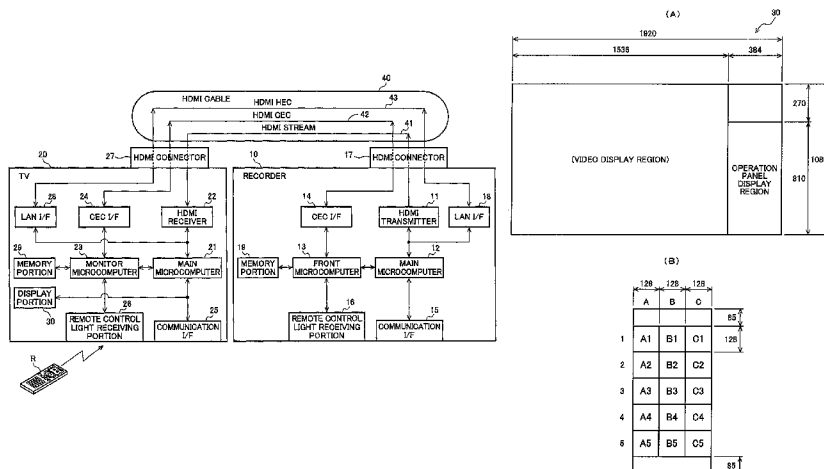 40
HDMI CABLE
HDMI HEC
43
HDMI CEC
42
HDMI STREAM
41
27
HDMI CONNECTOR
17
HDMI CONNECTOR
20
TV
10
RECORDER
28
LAN I/F
24
CEC I/F
22
HDMI RECEIVER
14
CEC I/F
11
HDMI TRANSMITTER
18
LAN I/F
29
MEMORY PORTION
23
MONITOR MICROCOMPUTER
21
MAIN MICROCOMPUTER
19
MEMORY PORTION
13
FRONT MICROCOMPUTER
12
MAIN MICROCOMPUTER
DISPLAY PORTION
30
26
REMOTE CONTROL LIGHT RECEIVING PORTION
25
COMMUNICATION I/F
16
REMOTE CONTROL LIGHT RECEIVING PORTION
15
COMMUNICATION I/F
R
(A)
30
1920
1536
384
270
108
810
(VIDEO DISPLAY REGION)
OPERATION PANEL DISPLAY REGION
(B)
128 128 128
A B C
85
128
1 A1 B1 C1
2 A2 B2 C2
3 A3 B3 C3
4 A4 B4 C4
5 A5 B5 C5
85